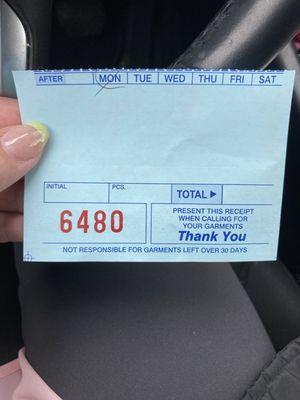 AFTER MON TUE WED THU FRI SAT
INITIAL PCS. TOTAL ▶
6480
PRESENT THIS RECEIPT
WHEN CALLING FOR
YOUR GARMENTS
Thank You
NOT RESPONSIBLE FOR GARMENTS LEFT OVER 30 DAYS